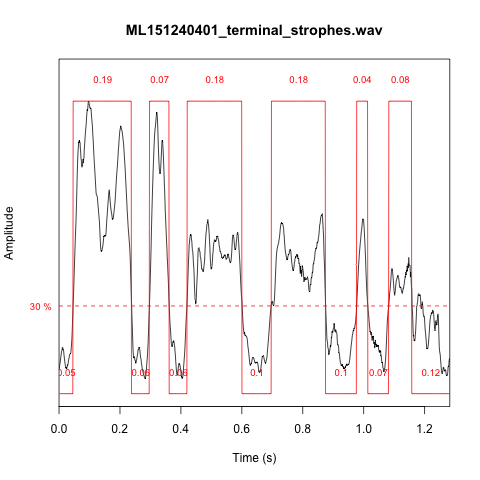 ML151240401_terminal_strophes.wav
0.19 0.07 0.18 0.18 0.04 0.08
Amplitude
30 %
0.05 0.06 0.06 0.1 0.1 0.07 0.12
0.0 0.2 0.4 0.6 0.8 1.0 1.2
Time (s)